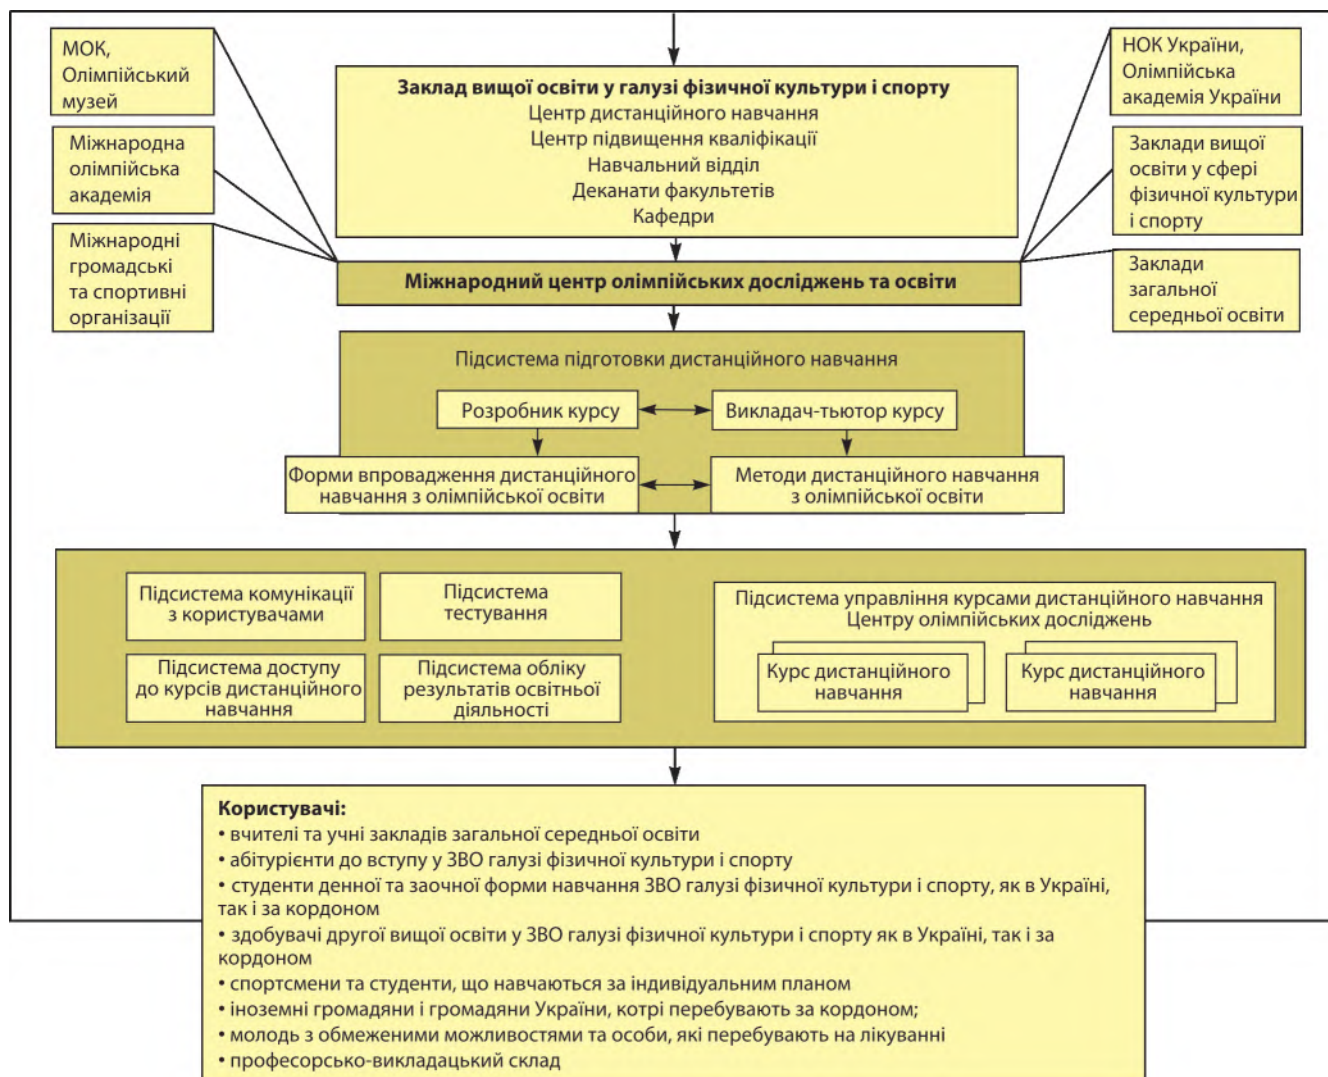 МОК,
Олімпійський
музей
Міжнародна
олімпійська
академія
Міжнародні
громадські
та спортивні
організації
Заклад вищої освіти у галузі фізичної культури і спорту
Центр дистанційного навчання
Центр підвищення кваліфікації
Навчальний відділ
Деканати факультетів
Кафедри
НОК України,
Олімпійська
академія України
Заклади вищої
освіти у сфері
фізичної культури
і спорту
Заклади
загальної
середньої освіти
Міжнародний центр олімпійських досліджень та освіти
Підсистема підготовки дистанційного навчання
Розробник курсу
Викладач-тьютор курсу
Форми впровадження дистанційного
навчання з олімпійської освіти
Методи дистанційного навчання
з олімпійської освіти
Підсистема комунікації
з користувачами
Підсистема
тестування
Підсистема доступу
до курсів дистанційного
навчання
Підсистема обліку
результатів освітньої
діяльності
Підсистема управління курсами дистанційного навчання
Центру олімпійських досліджень
Курс дистанційного
навчання
Курс дистанційного
навчання
Користувачі:
• вчителі та учні закладів загальної середньої освіти
• абітурієнти до вступу у ЗВО галузі фізичної культури і спорту
• студенти денної та заочної форми навчання ЗВО галузі фізичної культури і спорту, як в Україні,
так і за кордоном
• здобувачі другої вищої освіти у ЗВО галузі фізичної культури і спорту як в Україні, так і за
кордоном
• спортсмени та студенти, що навчаються за індивідуальним планом
• іноземні громадяни і громадяни України, котрі перебувають за кордоном;
• молодь з обмеженими можливостями та особи, які перебувають на лікуванні
• професорсько-викладацький склад